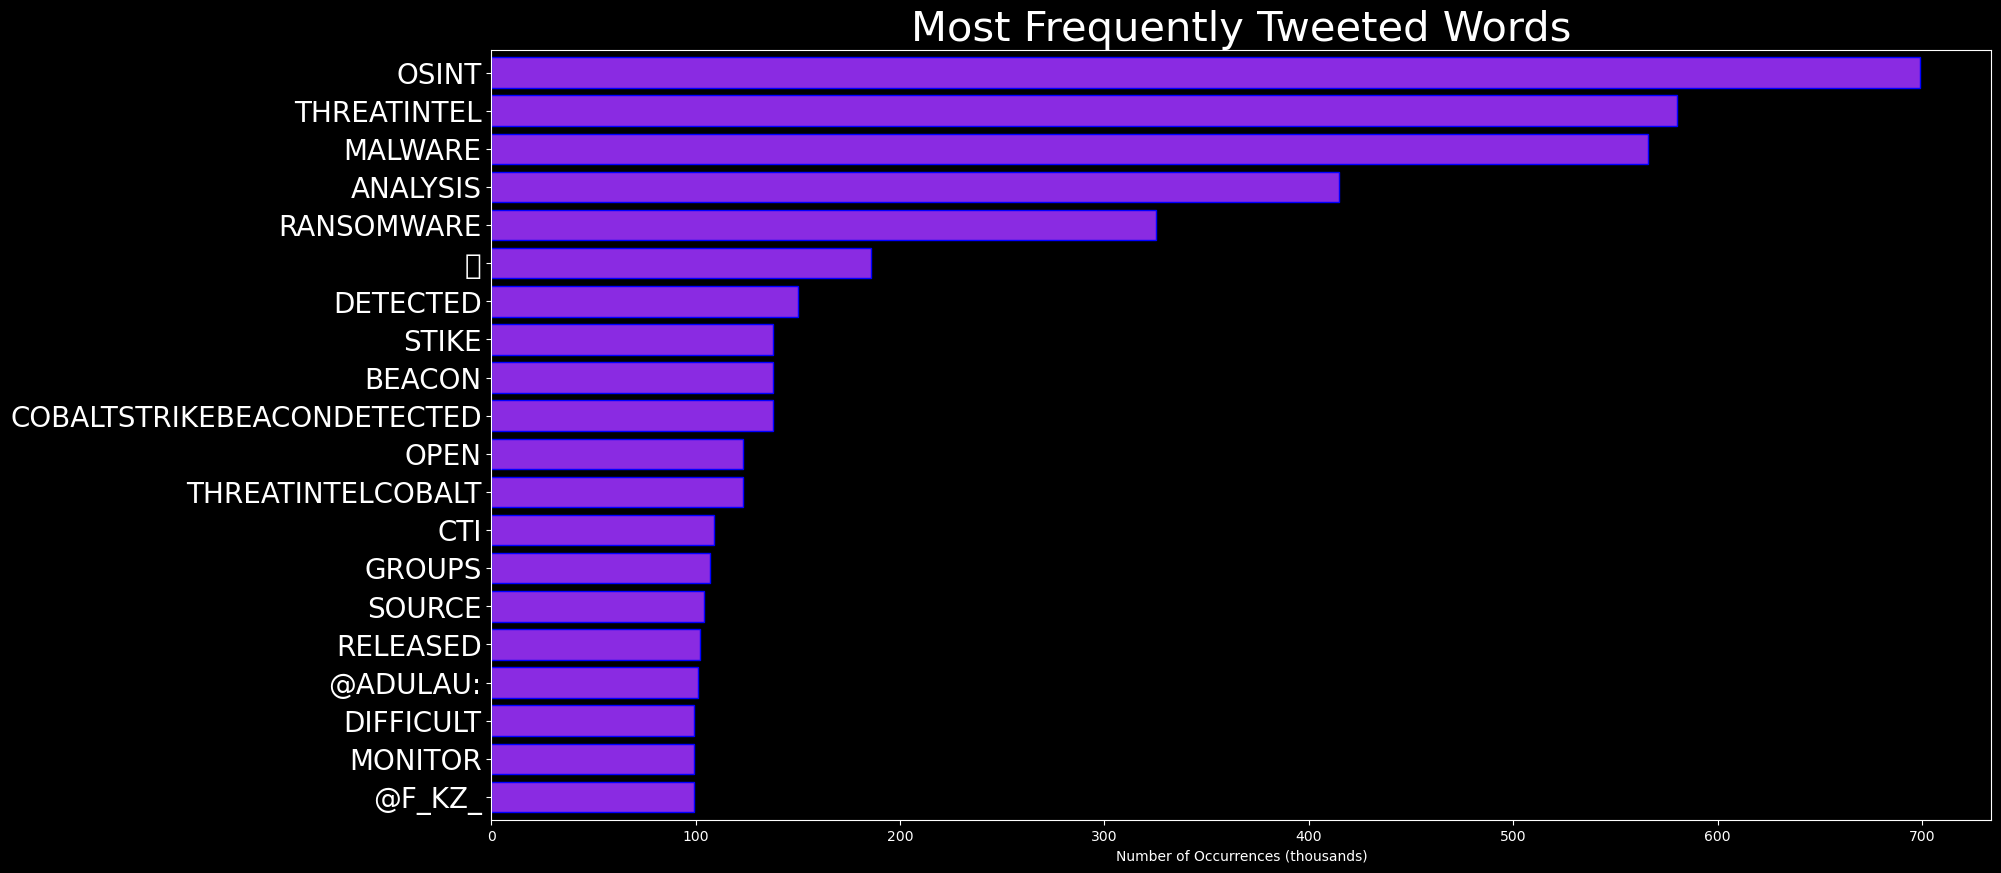 Most Frequently Tweeted Words
OSINT
THREATINTEL
MALWARE
ANALYSIS
RANSOMWARE
DETECTED
STIKE
BEACON
COBALTSTRIKEBEACONDETECTED
OPEN
THREATINTELCOBALT
CTI
GROUPS
SOURCE
RELEASED
@ADULAU:
DIFFICULT
MONITOR
@F_KZ_
0 100 200 300 400 500 600 700
Number of Occurrences (thousands)